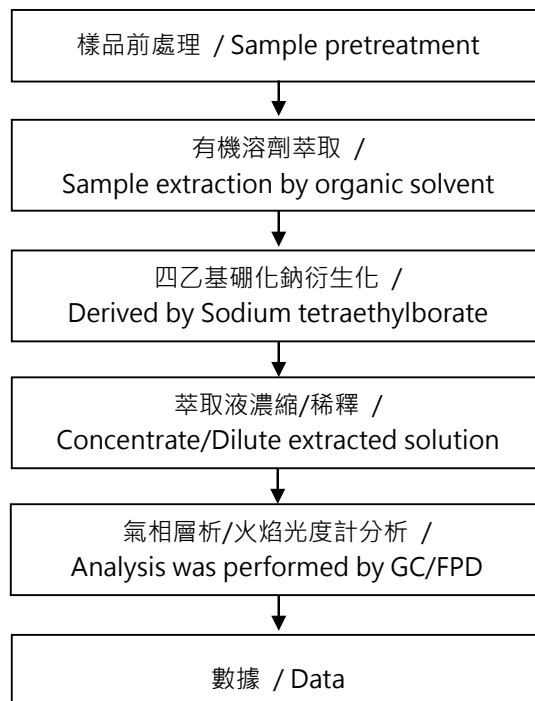 樣品前處理 / Sample pretreatment
有機溶劑萃取 /
Sample extraction by organic solvent
四乙基硼化鈉衍生化 /
Derived by Sodium tetraethylborate
萃取液濃縮/稀釋 /
Concentrate/Dilute extracted solution
氣相層析/火焰光度計分析 /
Analysis was performed by GC/FPD
數據 / Data